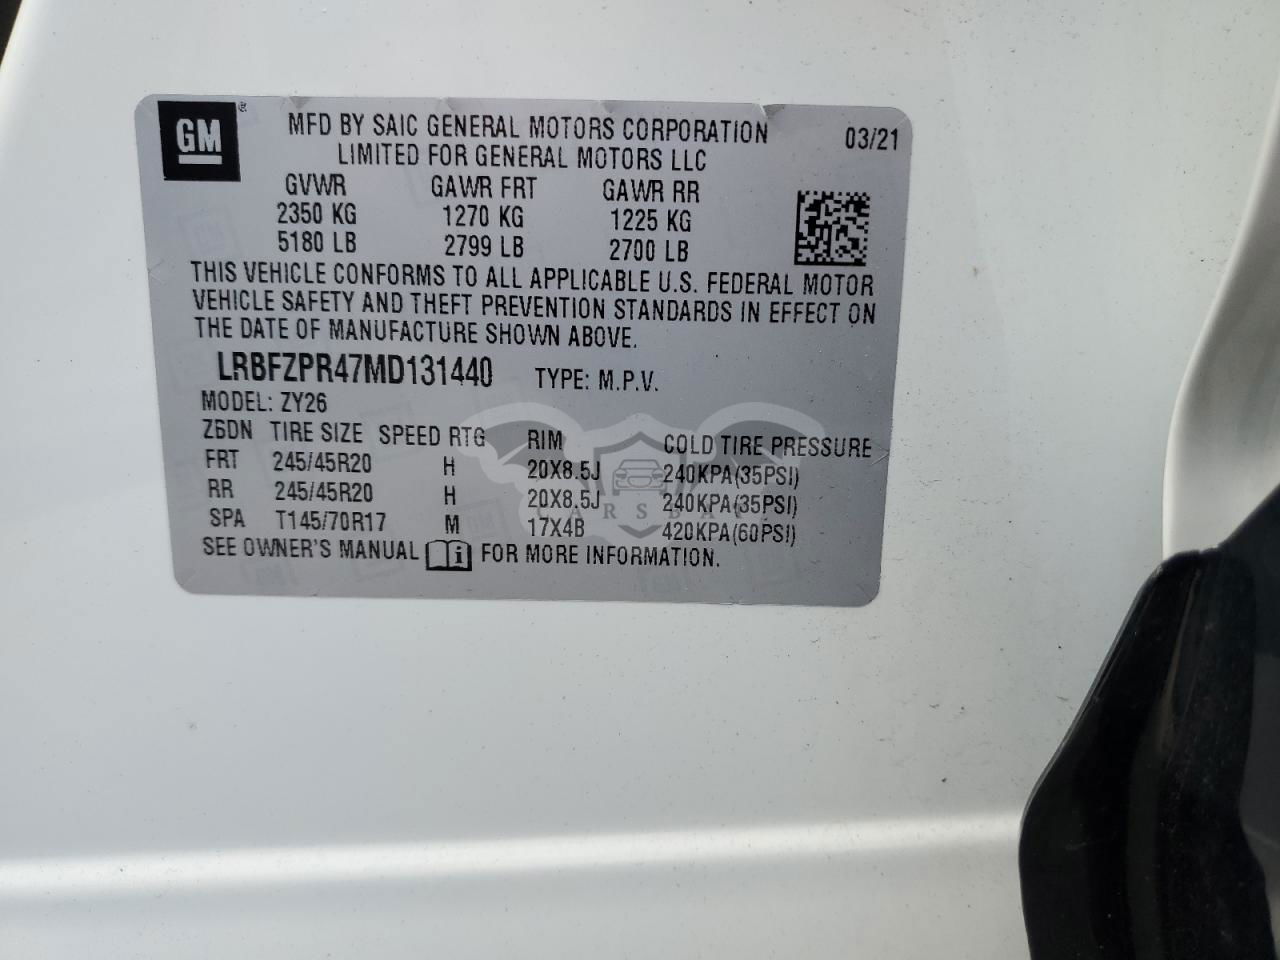 GM ®
MFD BY SAIC GENERAL MOTORS CORPORATION 03/21
LIMITED FOR GENERAL MOTORS LLC
GVWR GAWR FRT GAWR RR
2350 KG 1270 KG 1225 KG
5180 LB 2799 LB 2700 LB
THIS VEHICLE CONFORMS TO ALL APPLICABLE U.S. FEDERAL MOTOR
VEHICLE SAFETY AND THEFT PREVENTION STANDARDS IN EFFECT ON
THE DATE OF MANUFACTURE SHOWN ABOVE.
LRBFZPR47MD131440 TYPE: M.P.V.
MODEL: ZY26
Z6DN TIRE SIZE SPEED RTG RIM COLD TIRE PRESSURE
FRT 245/45R20 H 20X8.5J 240KPA(35PSI)
RR 245/45R20 H 20X8.5J 240KPA(35PSI)
SPA T145/70R17 M 17X4B 420KPA(60PSI)
SEE OWNER'S MANUAL i FOR MORE INFORMATION.